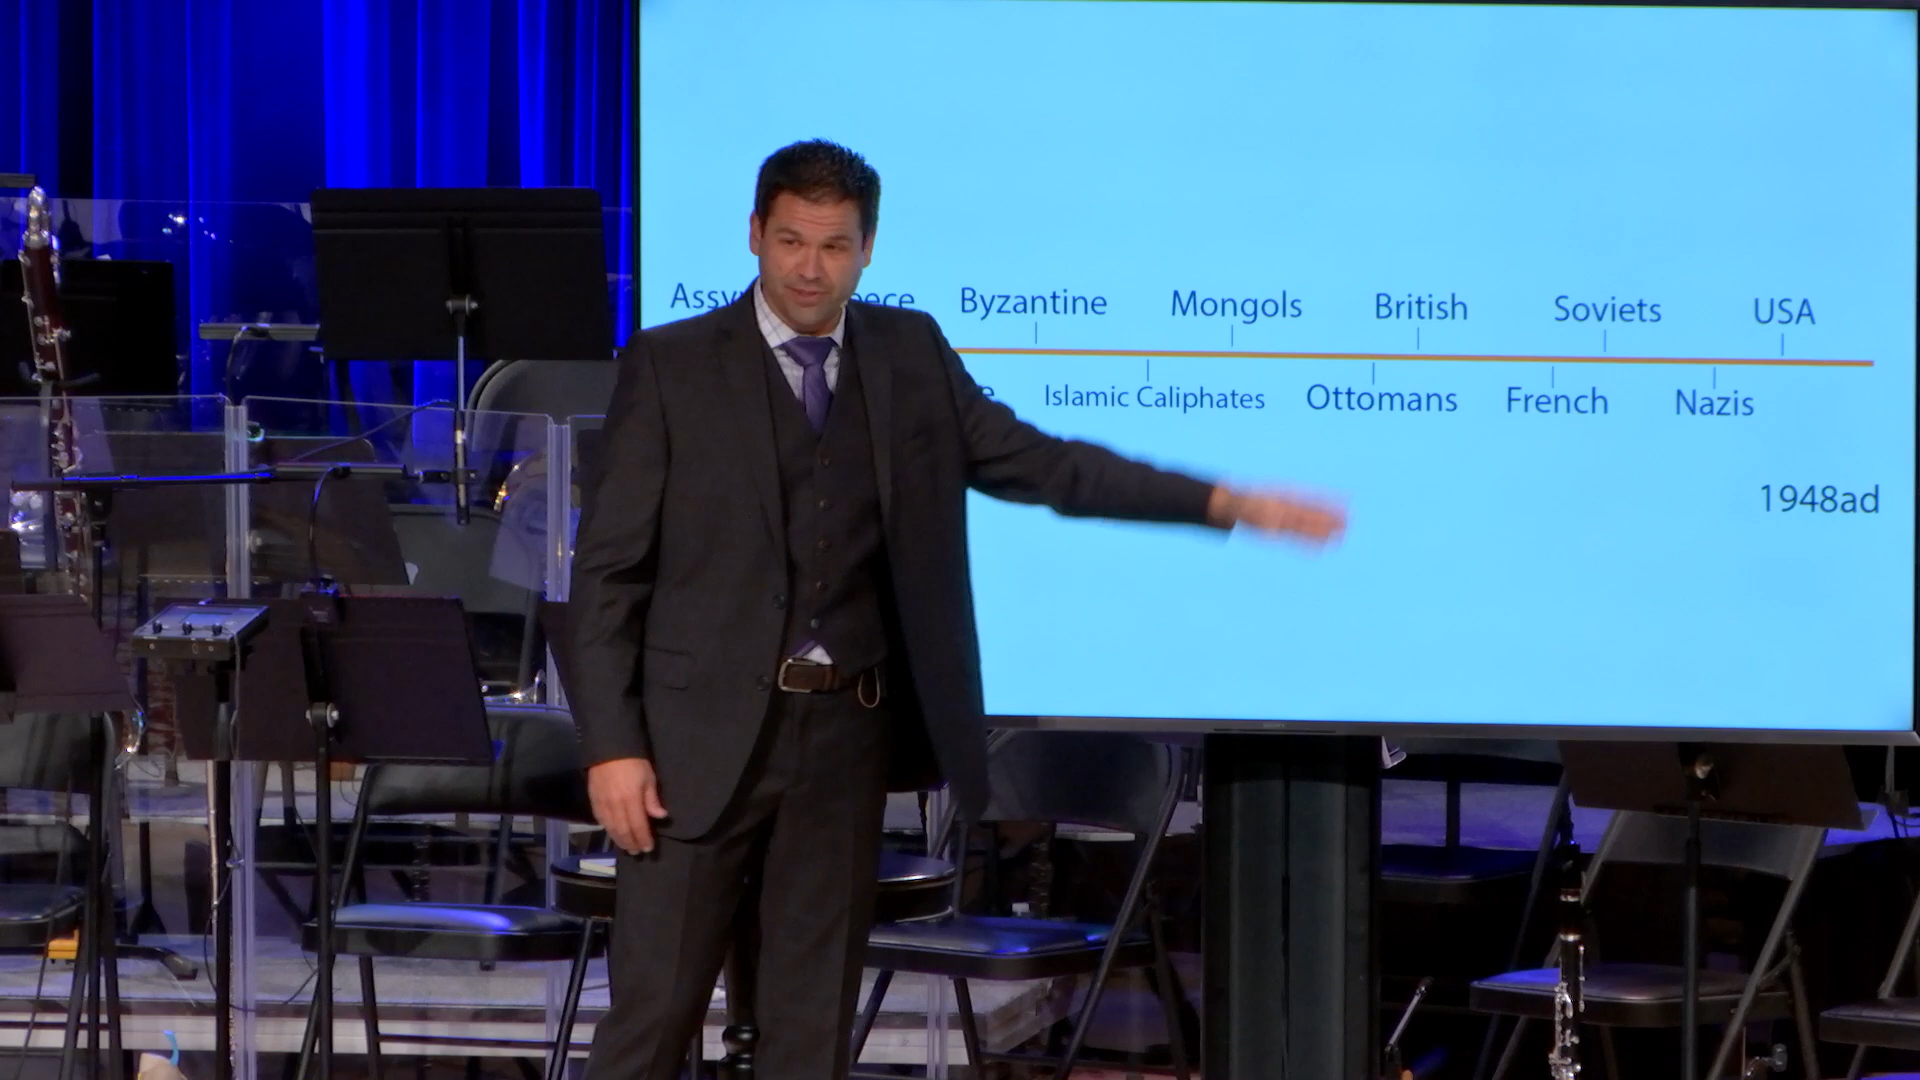 Byzantine Mongols British Soviets USA
Islamic Caliphates Ottomans French Nazis
1948ad